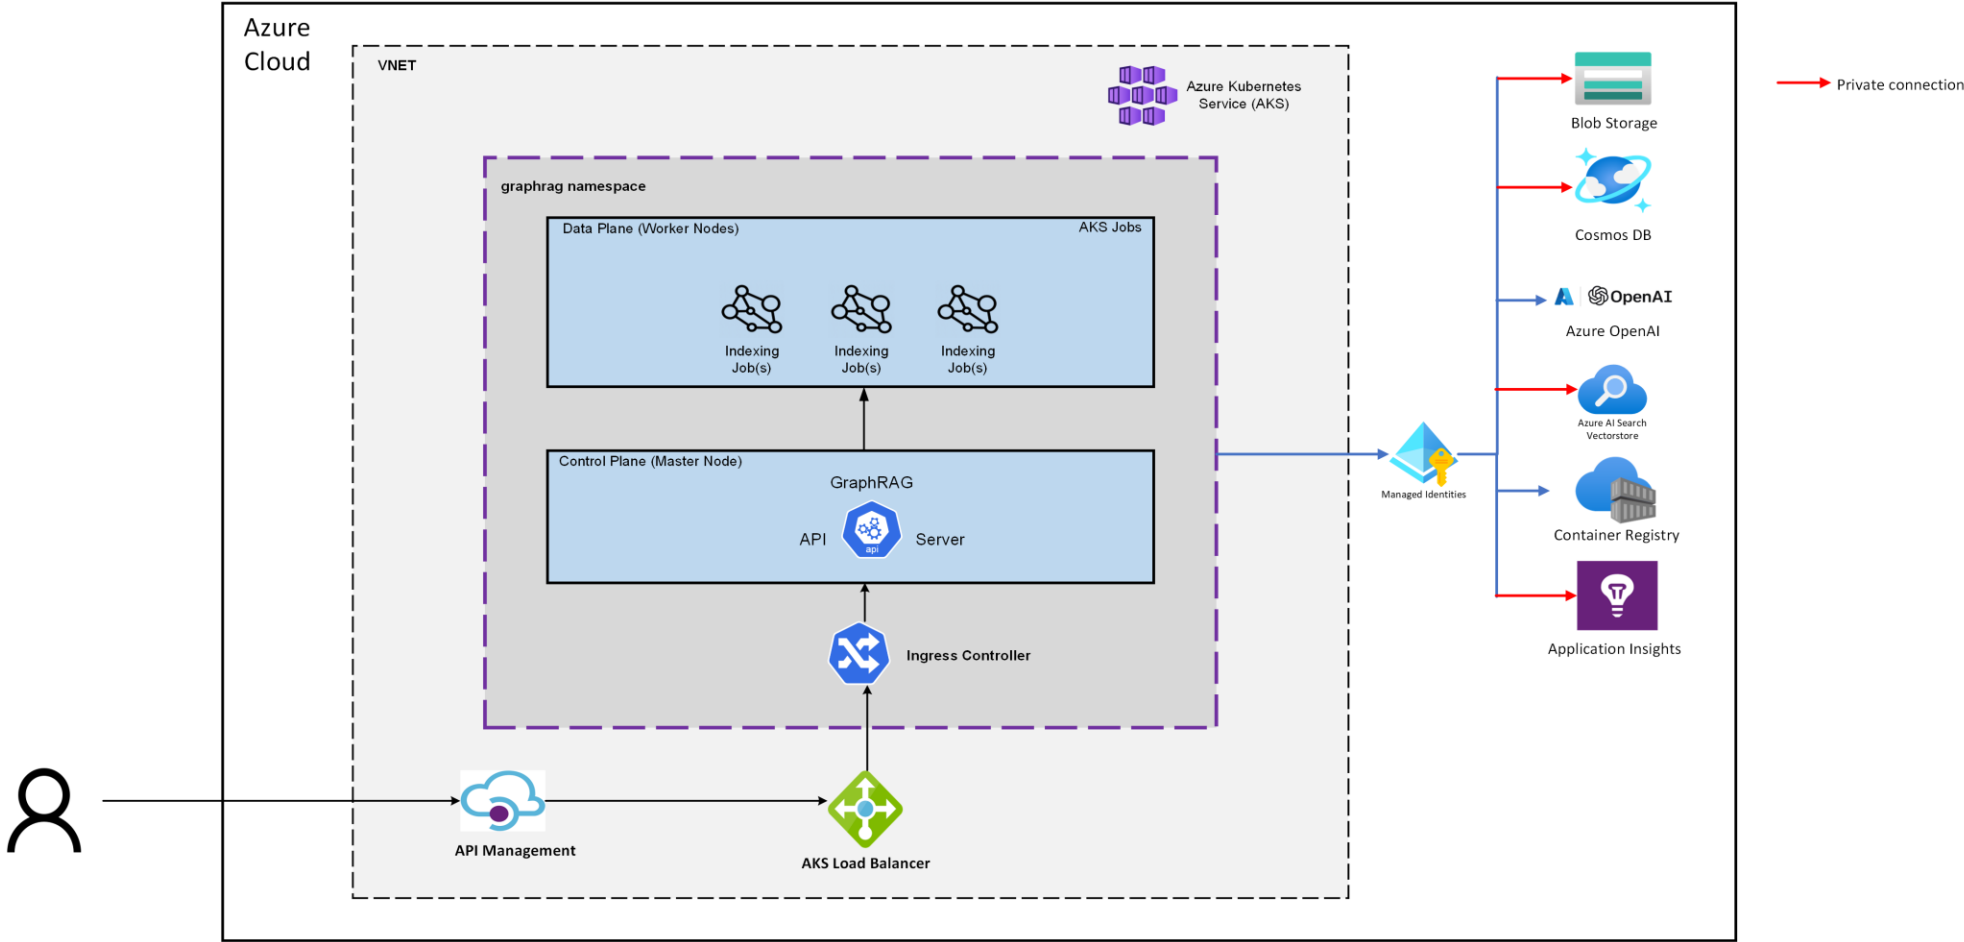 Azure
Cloud
VNET
Azure Kubernetes
Service (AKS)
graphrag namespace
Data Plane (Worker Nodes)
AKS Jobs
Indexing
Job(s)
Indexing
Job(s)
Indexing
Job(s)
Control Plane (Master Node)
GraphRAG
API
api
Server
Ingress Controller
API Management
AKS Load Balancer
Managed Identities
Blob Storage
Cosmos DB
OpenAI
Azure OpenAI
Azure AI Search
Vectorstore
Container Registry
Application Insights
Private connection